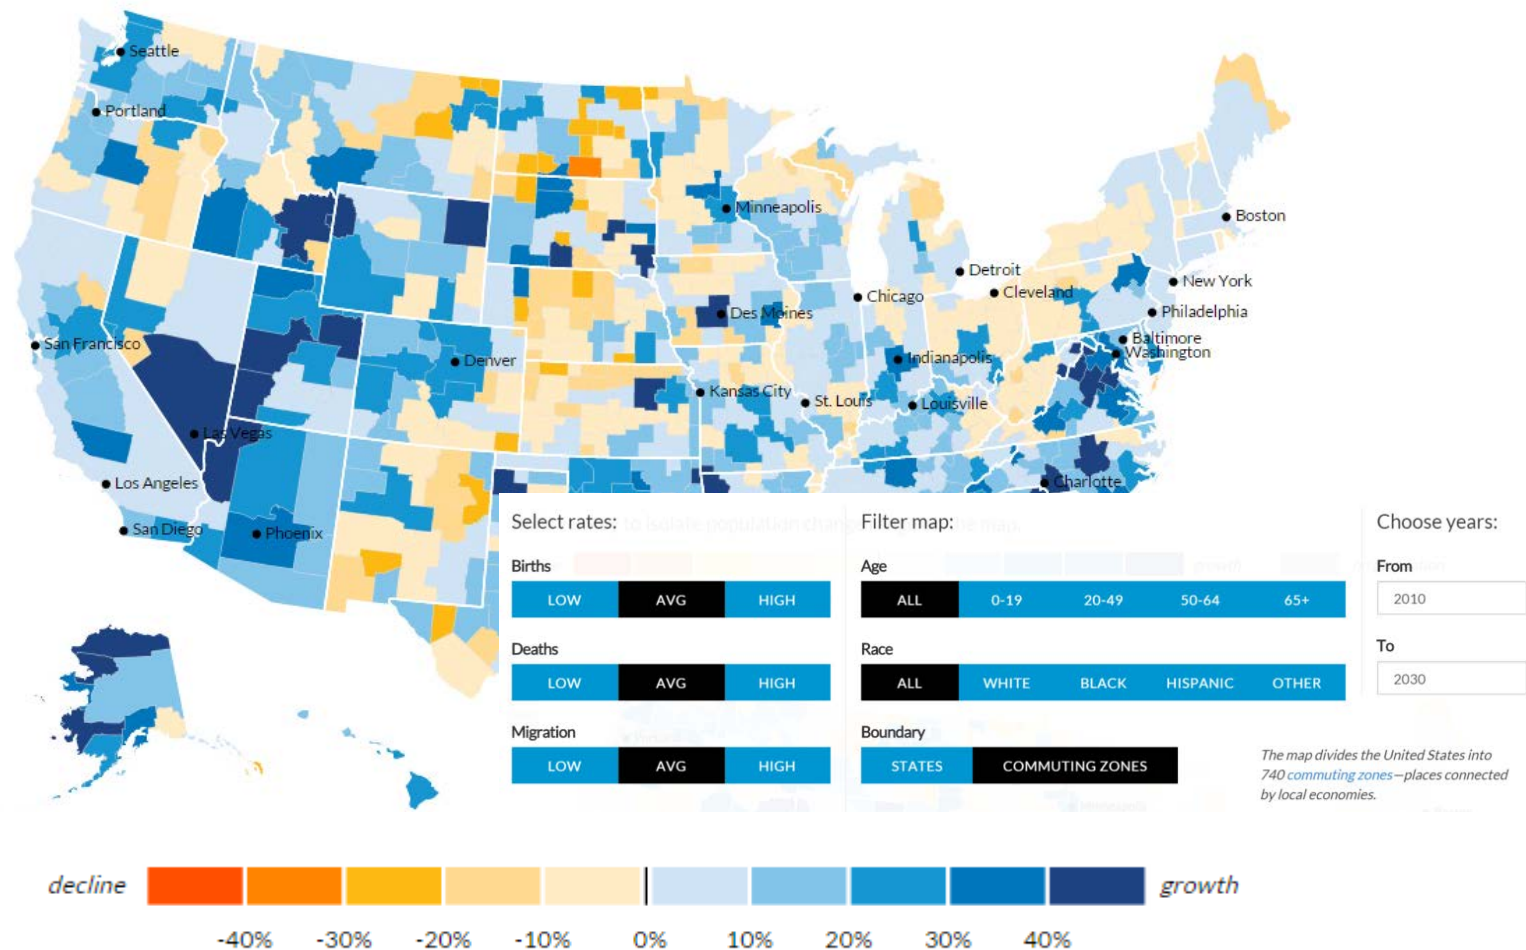 Seattle
Portland
Minneapolis
Boston
Detroit
New York
Chicago
Cleveland
Des Moines
Philadelphia
San Francisco
Baltimore
Washington
Denver
Indianapolis
Kansas City
St. Louis
Louisville
Las Vegas
Los Angeles
Charlotte
San Diego
Phoenix
Select rates:
Births
LOW AVG HIGH
Deaths
LOW AVG HIGH
Migration
LOW AVG HIGH
Filter map:
Age
ALL 0-19 20-49 50-64 65+
Race
ALL WHITE BLACK HISPANIC OTHER
Boundary
STATES COMMUTING ZONES
Choose years:
From
2010
To
2030
The map divides the United States into
740 commuting zones—places connected
by local economies.
decline growth
-40% -30% -20% -10% 0% 10% 20% 30% 40%